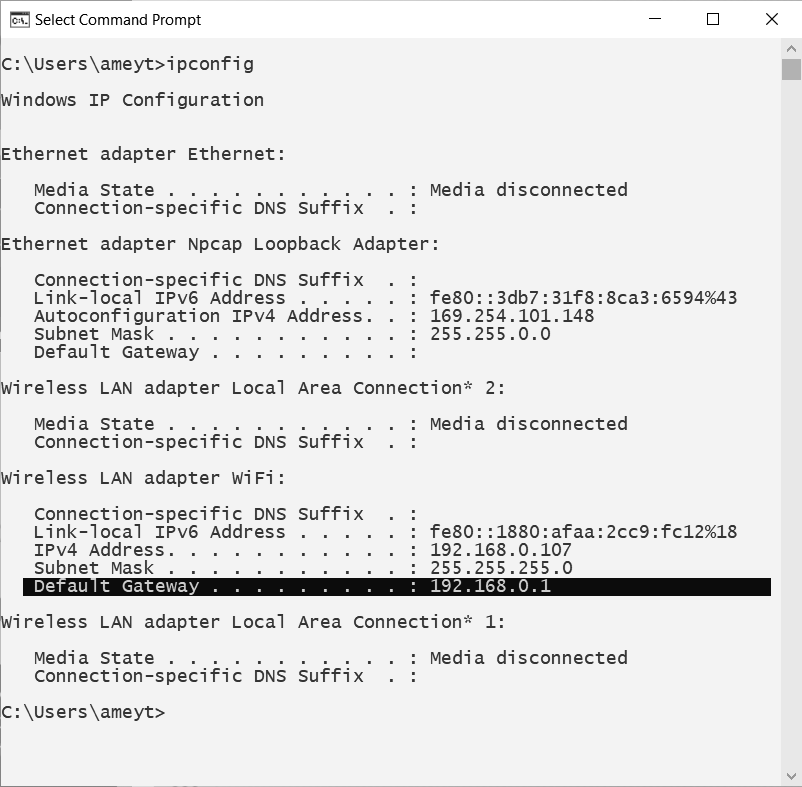 Select Command Prompt
C:\Users\ameyt>ipconfig
Windows IP Configuration
Ethernet adapter Ethernet:
Media State . . . . . . . . . . . : Media disconnected
Connection-specific DNS Suffix  . :
Ethernet adapter Npcap Loopback Adapter:
Connection-specific DNS Suffix  . :
Link-local IPv6 Address . . . . . : fe80::3db7:31f8:8ca3:6594%43
Autoconfiguration IPv4 Address. . : 169.254.101.148
Subnet Mask . . . . . . . . . . . : 255.255.0.0
Default Gateway . . . . . . . . . :
Wireless LAN adapter Local Area Connection* 2:
Media State . . . . . . . . . . . : Media disconnected
Connection-specific DNS Suffix  . :
Wireless LAN adapter WiFi:
Connection-specific DNS Suffix  . :
Link-local IPv6 Address . . . . . : fe80::1880:afaa:2cc9:fc12%18
IPv4 Address. . . . . . . . . . . : 192.168.0.107
Subnet Mask . . . . . . . . . . . : 255.255.255.0
Default Gateway . . . . . . . . . : 192.168.0.1
Wireless LAN adapter Local Area Connection* 1:
Media State . . . . . . . . . . . : Media disconnected
Connection-specific DNS Suffix  . :
C:\Users\ameyt>